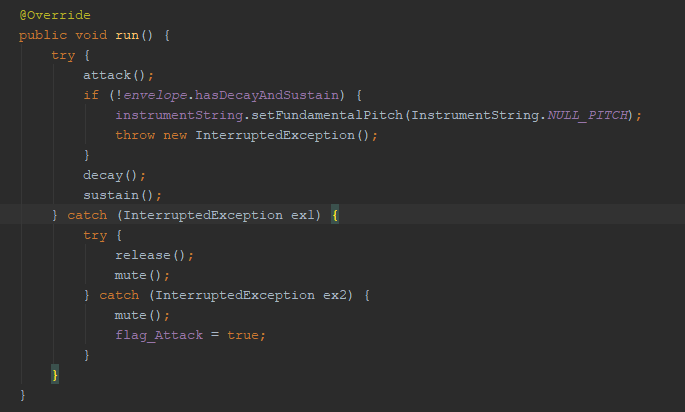 @Override
public void run() {
    try {
        attack();
        if (!envelope.hasDecayAndSustain) {
            instrumentString.setFundamentalPitch(InstrumentString.NULL_PITCH);
            throw new InterruptedException();
        }
        decay();
        sustain();
    } catch (InterruptedException ex1) {
        try {
            release();
            mute();
        } catch (InterruptedException ex2) {
            mute();
            flag_Attack = true;
        }
    }
}